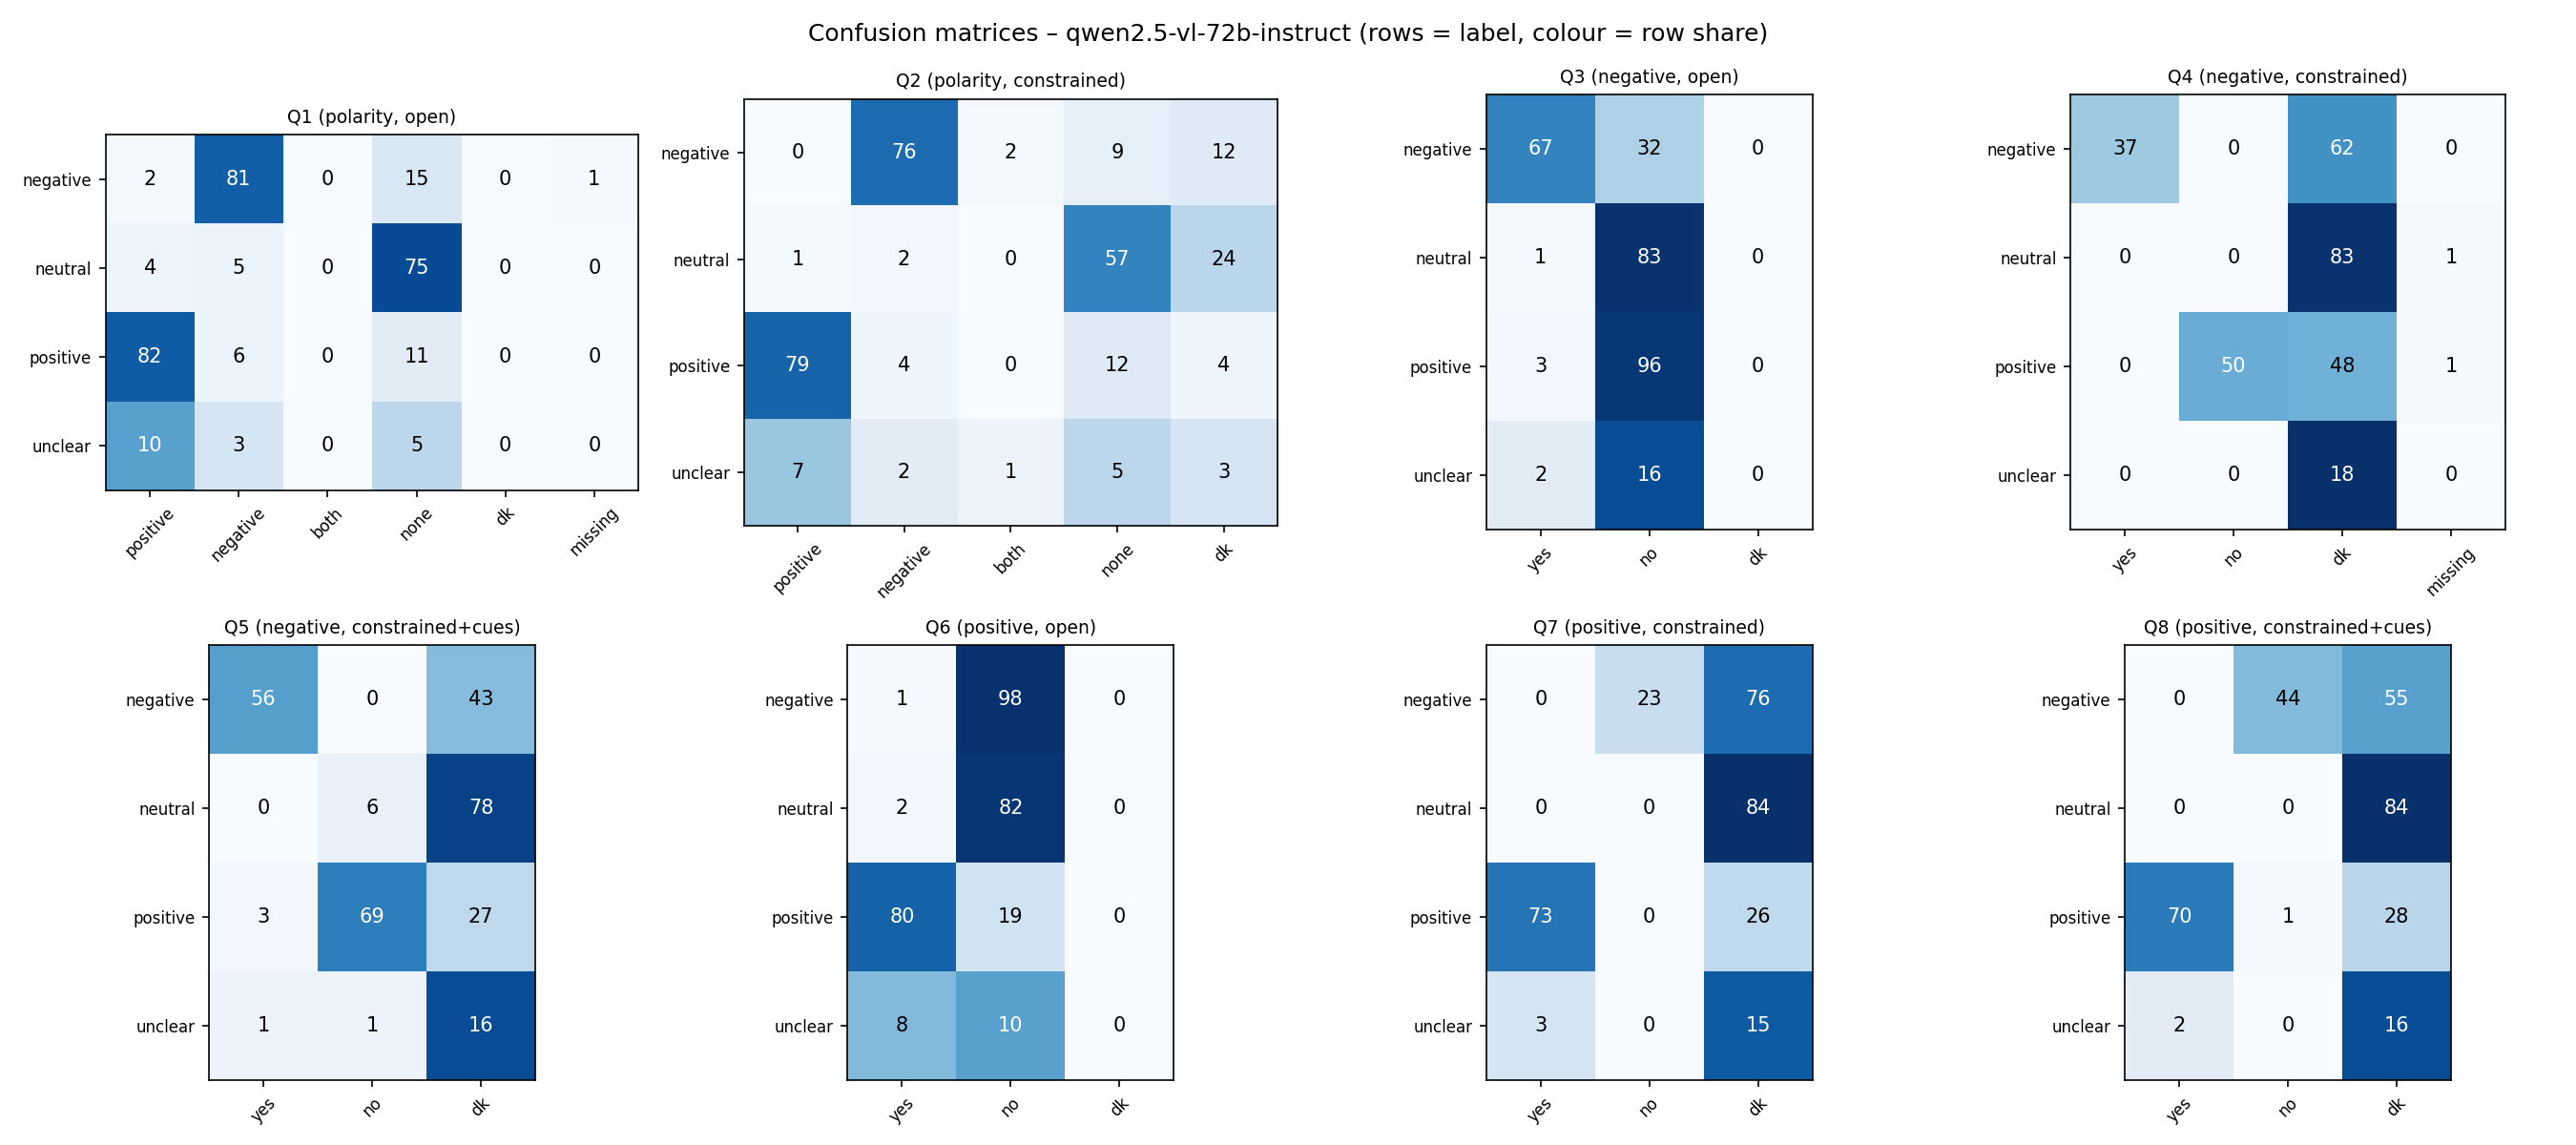 Confusion matrices – qwen2.5-vl-72b-instruct (rows = label, colour = row share)
Q1 (polarity, open)
negative 2 81 0 15 0 1
neutral 4 5 0 75 0 0
positive 82 6 0 11 0 0
unclear 10 3 0 5 0 0
positive negative both none dk missing
Q2 (polarity, constrained)
negative 0 76 2 9 12
neutral 1 2 0 57 24
positive 79 4 0 12 4
unclear 7 2 1 5 3
positive negative both none dk
Q3 (negative, open)
negative 67 32 0
neutral 1 83 0
positive 3 96 0
unclear 2 16 0
yes no dk
Q4 (negative, constrained)
negative 37 0 62 0
neutral 0 0 83 1
positive 0 50 48 1
unclear 0 0 18 0
yes no dk missing
Q5 (negative, constrained+cues)
negative 56 0 43
neutral 0 6 78
positive 3 69 27
unclear 1 1 16
yes no dk
Q6 (positive, open)
negative 1 98 0
neutral 2 82 0
positive 80 19 0
unclear 8 10 0
yes no dk
Q7 (positive, constrained)
negative 0 23 76
neutral 0 0 84
positive 73 0 26
unclear 3 0 15
yes no dk
Q8 (positive, constrained+cues)
negative 0 44 55
neutral 0 0 84
positive 70 1 28
unclear 2 0 16
yes no dk